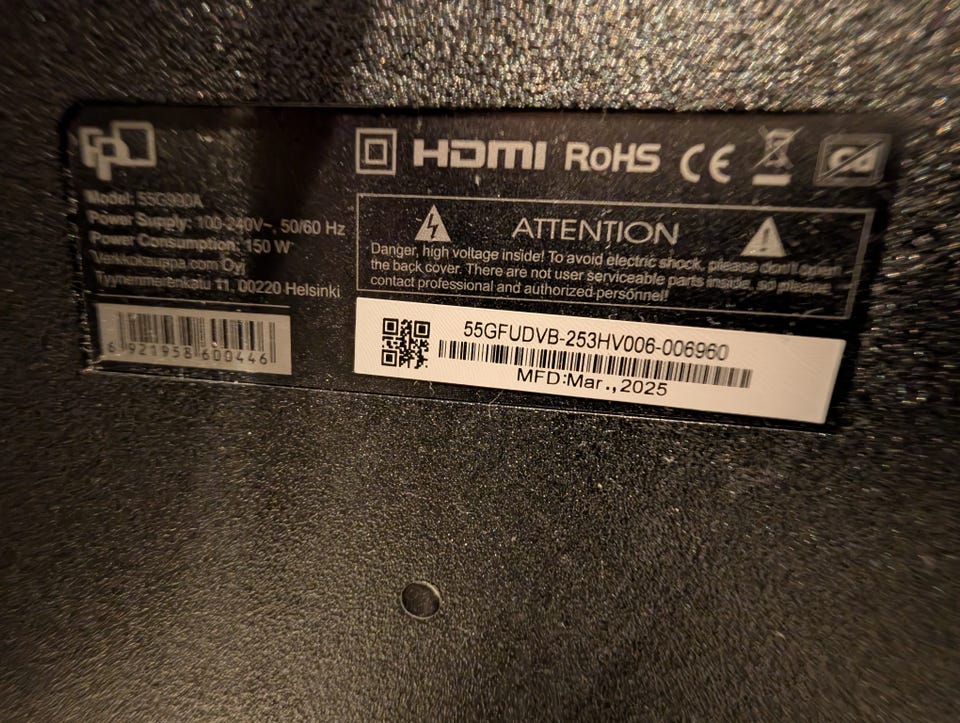 Model: 55G900A
Power Supply: 100-240V~, 50/60 Hz
Power Consumption: 150 W
Verkkokauppa.com Oyj
Tyynenmerenkatu 11, 00220 Helsinki
6 921958 600446
HDMI RoHS CE
ATTENTION
Danger, high voltage inside! To avoid electric shock, please don't open
the back cover. There are not user serviceable parts inside, so please
contact professional and authorized personnel!
55GFUDVB-253HV006-006960
MFD:Mar.,2025